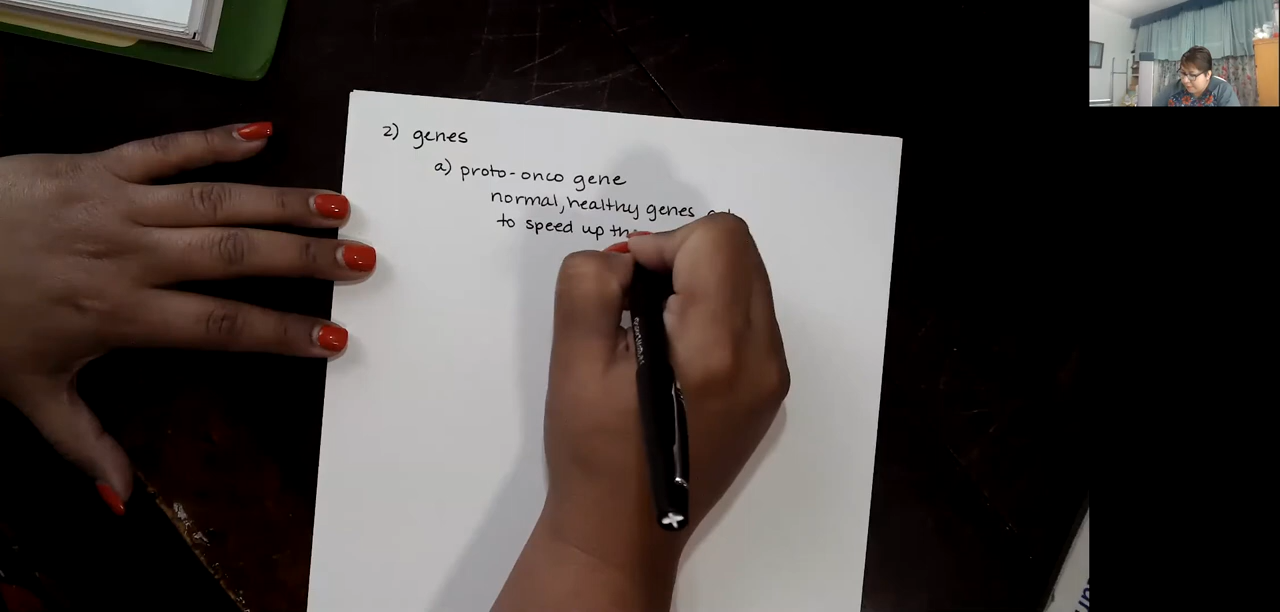 2) genes
a) proto-onco gene
normal, healthy genes
to speed up